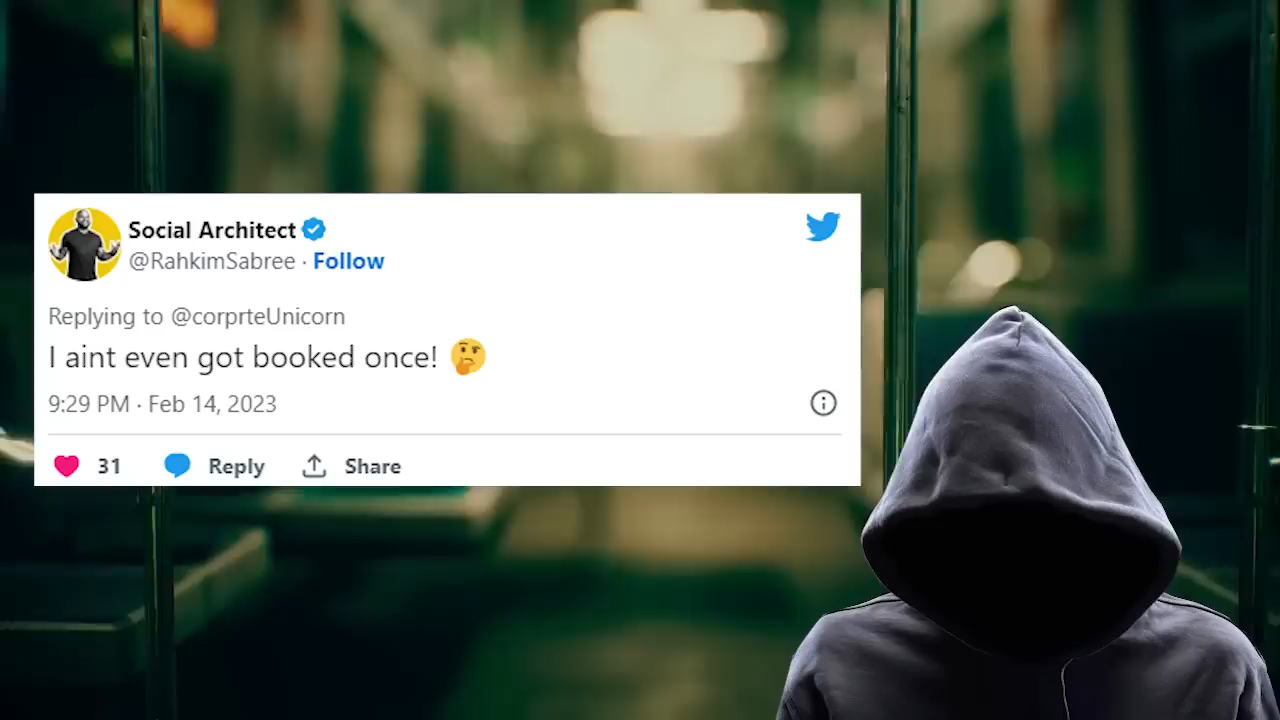 Social Architect
@RahkimSabree · Follow
Replying to @corprteUnicorn
I aint even got booked once! 🤔
9:29 PM · Feb 14, 2023
31 Reply Share